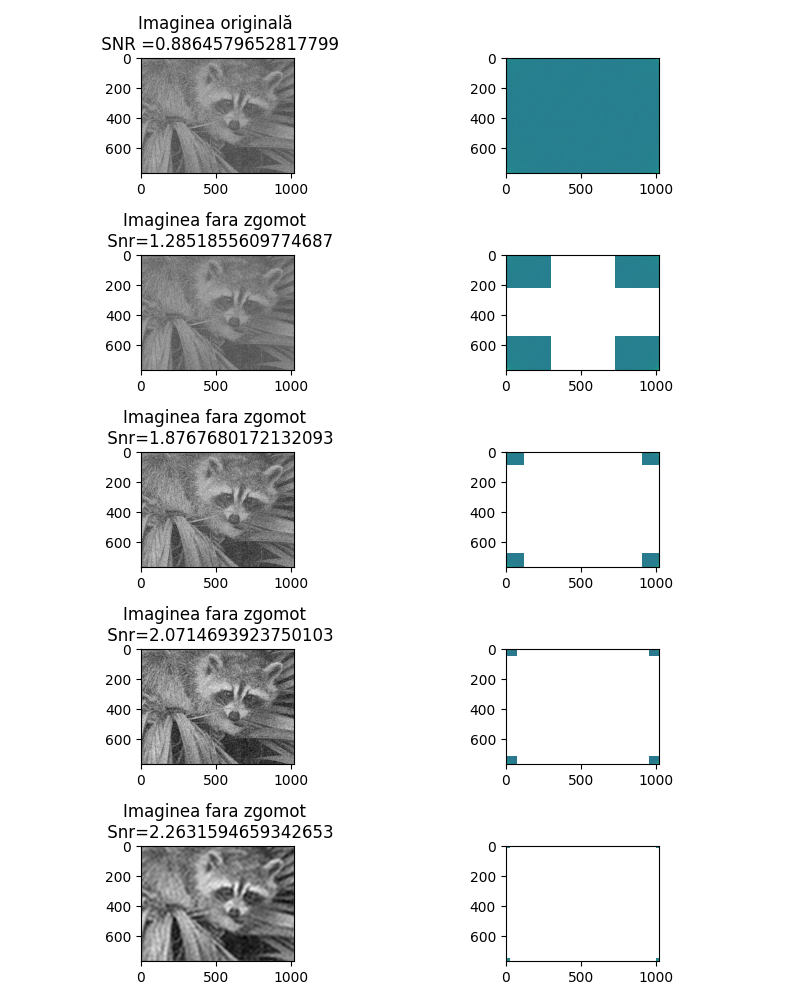 Imaginea originală
SNR =0.8864579652817799
0
200
400
600
0 500 1000
0
200
400
600
0 500 1000
Imaginea fara zgomot
Snr=1.2851855609774687
0
200
400
600
0 500 1000
0
200
400
600
0 500 1000
Imaginea fara zgomot
Snr=1.8767680172132093
0
200
400
600
0 500 1000
0
200
400
600
0 500 1000
Imaginea fara zgomot
Snr=2.0714693923750103
0
200
400
600
0 500 1000
0
200
400
600
0 500 1000
Imaginea fara zgomot
Snr=2.2631594659342653
0
200
400
600
0 500 1000
0
200
400
600
0 500 1000